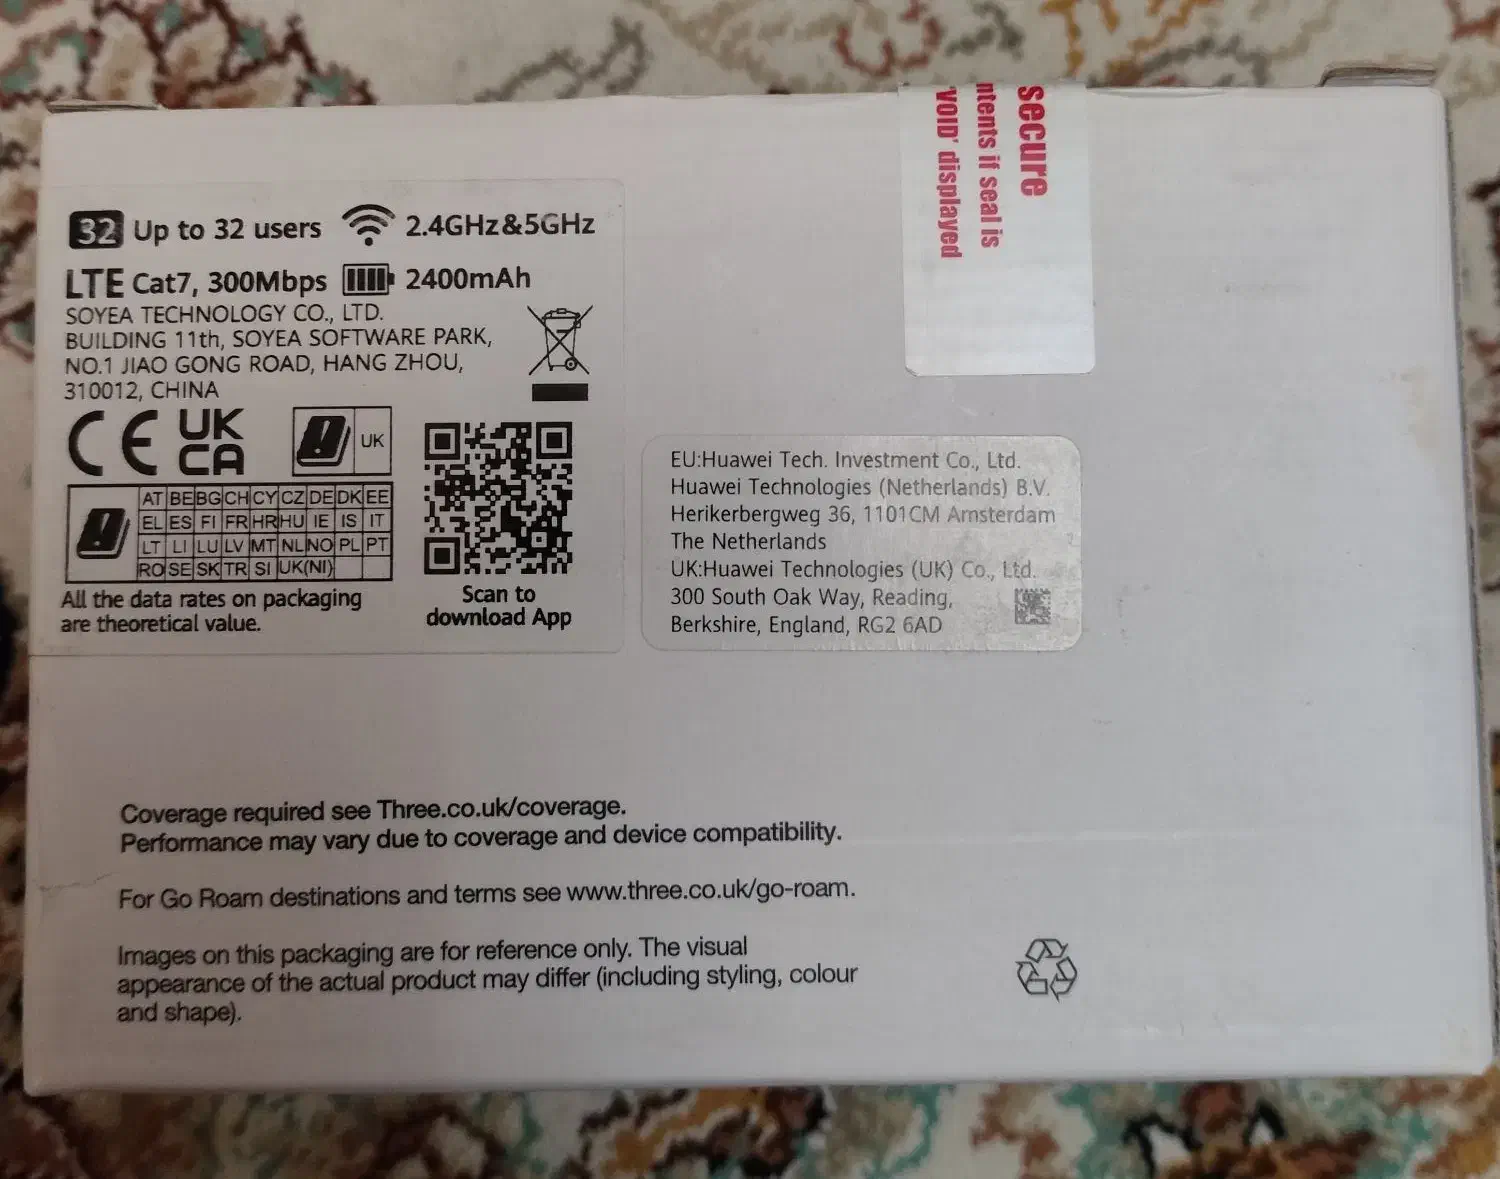 32 Up to 32 users 2.4GHz&5GHz
LTE Cat7, 300Mbps 2400mAh
SOYEA TECHNOLOGY CO., LTD.
BUILDING 11th, SOYEA SOFTWARE PARK,
NO.1 JIAO GONG ROAD, HANG ZHOU,
310012, CHINA
CE UK CA
UK
AT BE BG CH CY CZ DE DK EE
EL ES FI FR HR HU IE IS IT
LT LI LU LV MT NL NO PL PT
RO SE SK TR SI UK(NI)
All the data rates on packaging
are theoretical value.
Scan to
download App
secure
ntents if seal is
'VOID' displayed
EU:Huawei Tech. Investment Co., Ltd.
Huawei Technologies (Netherlands) B.V.
Herikerbergweg 36, 1101CM Amsterdam
The Netherlands
UK:Huawei Technologies (UK) Co., Ltd.
300 South Oak Way, Reading,
Berkshire, England, RG2 6AD
Coverage required see Three.co.uk/coverage.
Performance may vary due to coverage and device compatibility.
For Go Roam destinations and terms see www.three.co.uk/go-roam.
Images on this packaging are for reference only. The visual
appearance of the actual product may differ (including styling, colour
and shape).